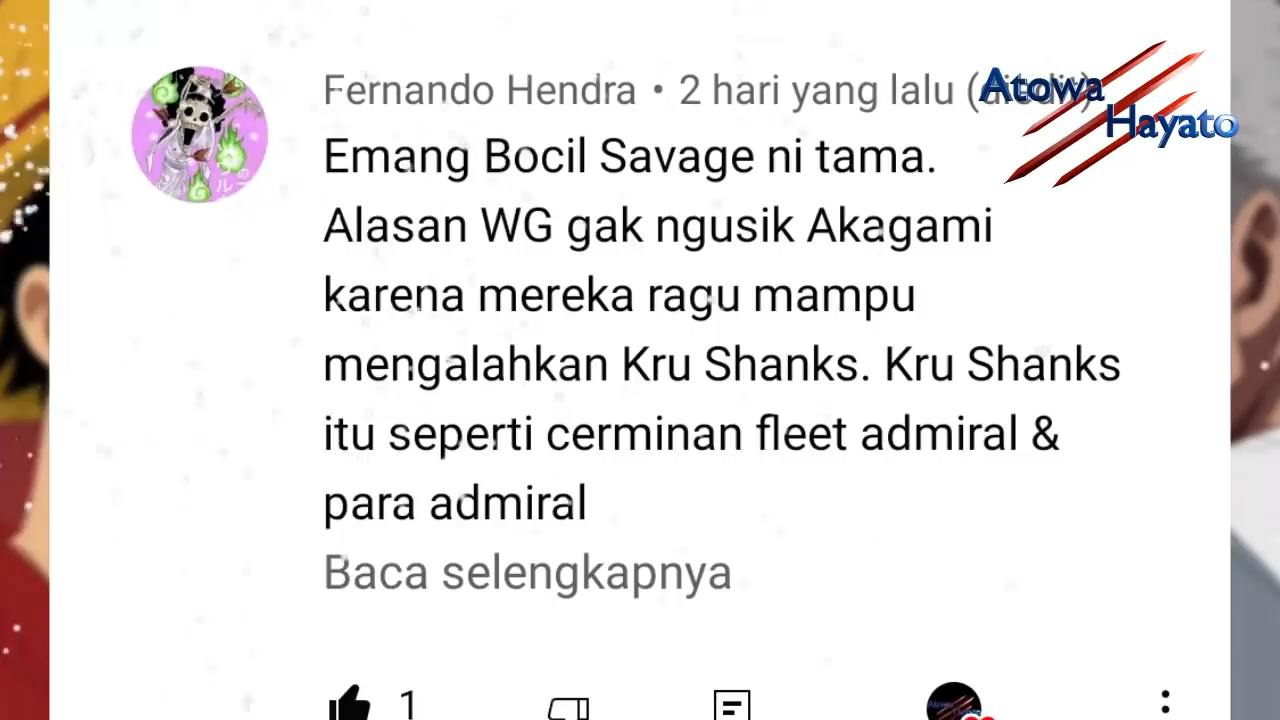 Fernando Hendra • 2 hari yang lalu (diedit)
Atowa
Hayato
Emang Bocil Savage ni tama.
Alasan WG gak ngusik Akagami
karena mereka ragu mampu
mengalahkan Kru Shanks. Kru Shanks
itu seperti cerminan fleet admiral &
para admiral
Baca selengkapnya
1